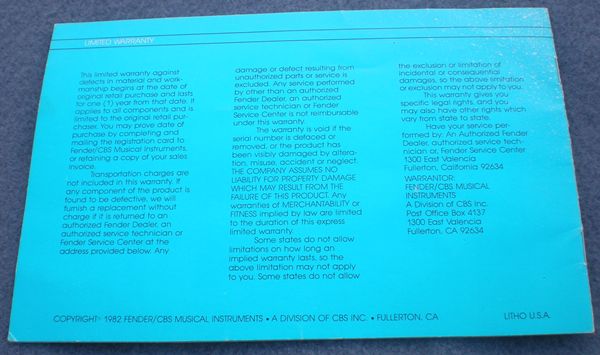 LIMITED WARRANTY
This limited warranty against
defects in material and work-
manship begins at the date of
original retail purchase and lasts
for one (1) year from that date. It
applies to all components and is
limited to the original retail pur-
chaser. You may prove date of
purchase by completing and
mailing the registration card to
Fender/CBS Musical Instruments,
or retaining a copy of your sales
invoice.
Transportation charges are
not included in this warranty. If
any component of the product is
found to be defective, we will
furnish a replacement without
charge if it is returned to an
authorized Fender Dealer, an
authorized service technician or
Fender Service Center at the
address provided below. Any
damage or defect resulting from
unauthorized parts or service is
excluded. Any service performed
by other than an authorized
Fender Dealer, an authorized
service technician or Fender
Service Center is not reimbursable
under this warranty.
The warranty is void if the
serial number is defaced or
removed, or the product has
been visibly damaged by altera-
tion, misuse, accident or neglect.
THE COMPANY ASSUMES NO
LIABILITY FOR PROPERTY DAMAGE
WHICH MAY RESULT FROM THE
FAILURE OF THIS PRODUCT. Any
warranties of MERCHANTABILITY or
FITNESS implied by law are limited
to the duration of this express
limited warranty.
Some states do not allow
limitations on how long an
implied warranty lasts, so the
above limitation may not apply
to you. Some states do not allow
the exclusion or limitation of
incidental or consequential
damages, so the above limitation
or exclusion may not apply to you.
This warranty gives you
specific legal rights, and you
may also have other rights which
vary from state to state.
Have your service per-
formed by: An Authorized Fender
Dealer, authorized service tech-
nician or, Fender Service Center
1300 East Valencia
Fullerton, California 92634
WARRANTOR:
FENDER/CBS MUSICAL
INSTRUMENTS
A Division of CBS Inc.
Post Office Box 4137
1300 East Valencia
Fullerton, CA 92634
COPYRIGHT© 1982 FENDER/CBS MUSICAL INSTRUMENTS • A DIVISION OF CBS INC. • FULLERTON, CA
LITHO U.S.A.